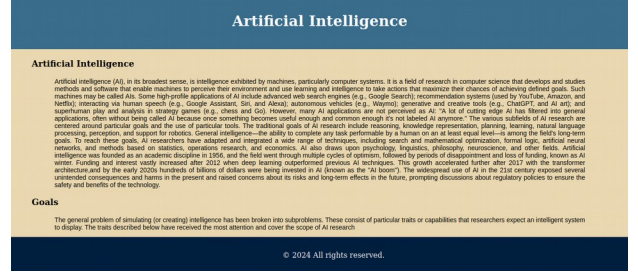 Artificial Intelligence
Artificial Intelligence
Artificial intelligence (AI), in its broadest sense, is intelligence exhibited by machines, particularly computer systems. It is a field of research in computer science that develops and studies
methods and software that enable machines to perceive their environment and use learning and intelligence to take actions that maximize their chances of achieving defined goals. Such
machines may be called AIs. Some high-profile applications of AI include advanced web search engines (e.g., Google Search); recommendation systems (used by YouTube, Amazon, and
Netflix); interacting via human speech (e.g., Google Assistant, Siri, and Alexa); autonomous vehicles (e.g., Waymo); generative and creative tools (e.g., ChatGPT, and AI art); and
superhuman play and analysis in strategy games (e.g., chess and Go). However, many AI applications are not perceived as AI: "A lot of cutting edge AI has filtered into general
applications, often without being called AI because once something becomes useful enough and common enough it's not labeled AI anymore." The various subfields of AI research are
centered around particular goals and the use of particular tools. The traditional goals of AI research include reasoning, knowledge representation, planning, learning, natural language
processing, perception, and support for robotics. General intelligence—the ability to complete any task performable by a human on an at least equal level—is among the field's long-term
goals. To reach these goals, AI researchers have adapted and integrated a wide range of techniques, including search and mathematical optimization, formal logic, artificial neural
networks, and methods based on statistics, operations research, and economics. AI also draws upon psychology, linguistics, philosophy, neuroscience, and other fields. Artificial
intelligence was founded as an academic discipline in 1956, and the field went through multiple cycles of optimism, followed by periods of disappointment and loss of funding, known as AI
winter. Funding and interest vastly increased after 2012 when deep learning outperformed previous AI techniques. This growth accelerated further after 2017 with the transformer
architecture,and by the early 2020s hundreds of billions of dollars were being invested in AI (known as the "AI boom"). The widespread use of AI in the 21st century exposed several
unintended consequences and harms in the present and raised concerns about its risks and long-term effects in the future, prompting discussions about regulatory policies to ensure the
safety and benefits of the technology.
Goals
The general problem of simulating (or creating) intelligence has been broken into subproblems. These consist of particular traits or capabilities that researchers expect an intelligent system
to display. The traits described below have received the most attention and cover the scope of AI research
© 2024 All rights reserved.